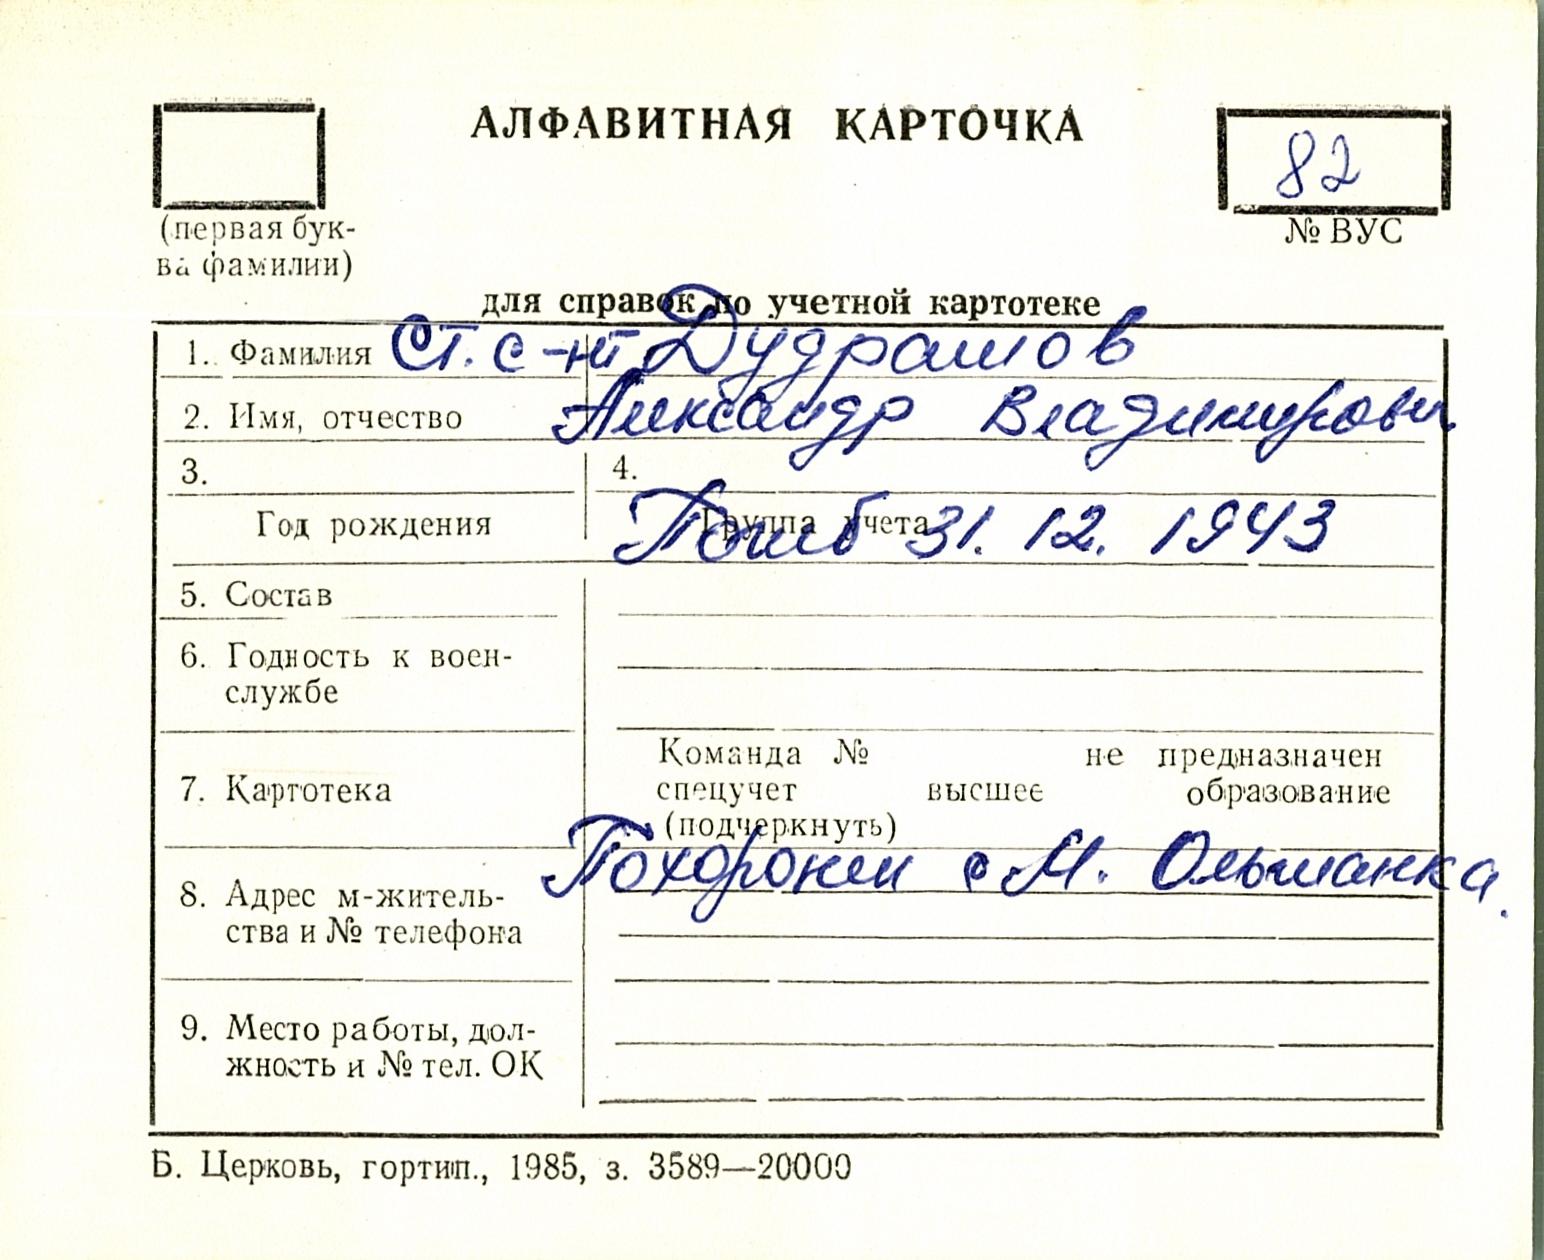 АЛФАВИТНАЯ КАРТОЧКА
82
(первая бук-
ва фамилии)
№ ВУС
для справок по учетной картотеке
1. Фамилия Ст. с-нт Дудрашов
2. Имя, отчество Александр Владимирович
3.
4.
Год рождения
Группа учета
Погиб 31. 12. 1943
5. Состав
6. Годность к воен-
службе
Команда № не предназначен
7. Картотека
спецучет высшее образование
(подчеркнуть)
Похоронен с М. Ольшанка.
8. Адрес м-житель-
ства и № телефона
9. Место работы, дол-
жность и № тел. ОК
Б. Церковь, гортип., 1985, з. 3589—20000